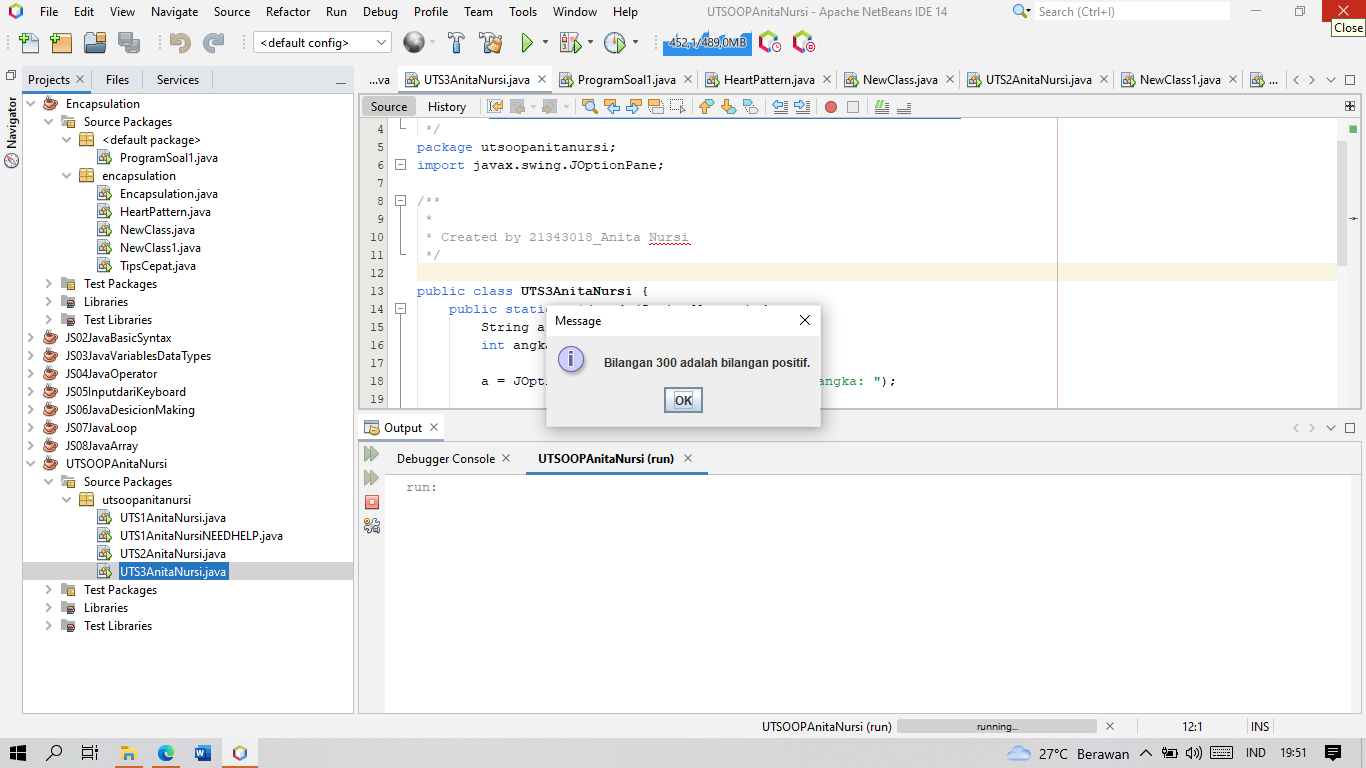 File Edit View Navigate Source Refactor Run Debug Profile Team Tools Window Help UTSOOPAnitaNursi - Apache NetBeans IDE 14 Search (Ctrl+I)
Close
<default config> 452,1/489,0MB
Projects Files Services
...va UTS3AnitaNursi.java ProgramSoal1.java HeartPattern.java NewClass.java UTS2AnitaNursi.java NewClass1.java ...
Navigator
Source History
Encapsulation
Source Packages
<default package>
ProgramSoal1.java
encapsulation
Encapsulation.java
HeartPattern.java
NewClass.java
NewClass1.java
TipsCepat.java
Test Packages
Libraries
Test Libraries
JS02JavaBasicSyntax
JS03JavaVariablesDataTypes
JS04JavaOperator
JS05InputdariKeyboard
JS06JavaDesicionMaking
JS07JavaLoop
JS08JavaArray
UTSOOPAnitaNursi
Source Packages
utsoopanitanursi
UTS1AnitaNursi.java
UTS1AnitaNursiNEEDHELP.java
UTS2AnitaNursi.java
UTS3AnitaNursi.java
Test Packages
Libraries
Test Libraries
4 */
5 package utsoopanitanursi;
6 import javax.swing.JOptionPane;
7
8 /**
9 *
10 * Created by 21343018_Anita Nursi
11 */
12
13 public class UTS3AnitaNursi {
14 public stati
15 String a
16 int angka
17
18 a = JOpti angka: ");
19
Message
Bilangan 300 adalah bilangan positif.
OK
Output
Debugger Console UTSOOPAnitaNursi (run)
run:
UTSOOPAnitaNursi (run) running... 12:1 INS
27°C Berawan IND 19:51